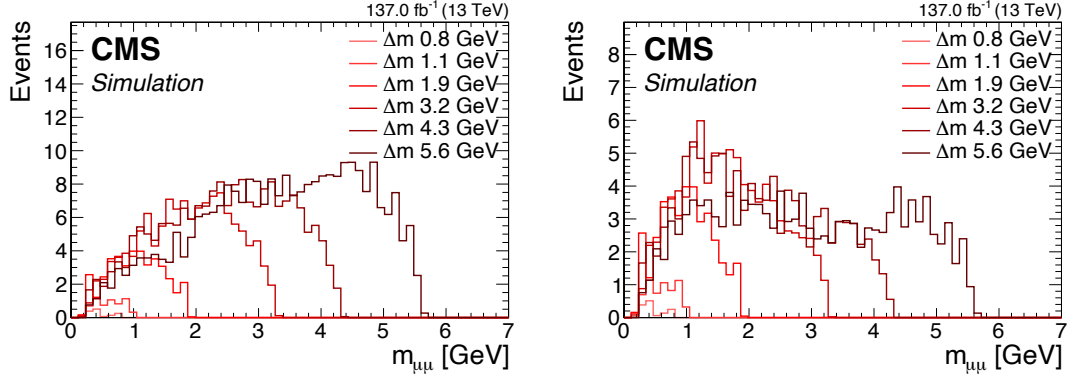 137.0 fb⁻¹ (13 TeV)
Events
16
14
12
10
8
6
4
2
0
CMS
Simulation
Δm 0.8 GeV
Δm 1.1 GeV
Δm 1.9 GeV
Δm 3.2 GeV
Δm 4.3 GeV
Δm 5.6 GeV
0 1 2 3 4 5 6 7
m_μμ [GeV]
137.0 fb⁻¹ (13 TeV)
Events
8
7
6
5
4
3
2
1
0
CMS
Simulation
Δm 0.8 GeV
Δm 1.1 GeV
Δm 1.9 GeV
Δm 3.2 GeV
Δm 4.3 GeV
Δm 5.6 GeV
0 1 2 3 4 5 6 7
m_μμ [GeV]